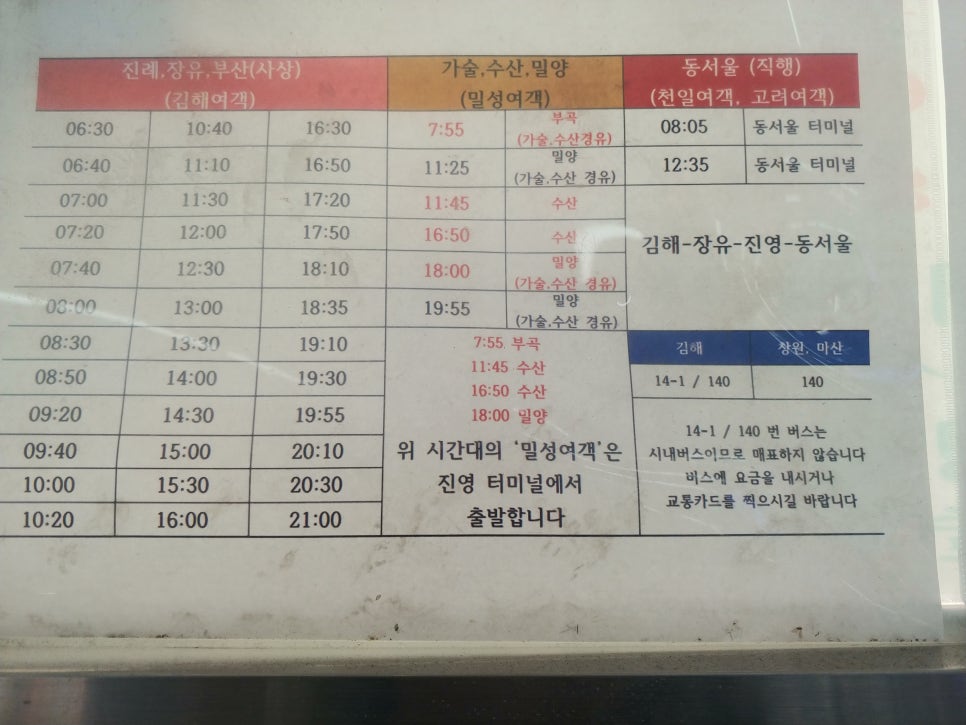 진례,장유,부산(사상)
(김해여객)
06:30 10:40 16:30
06:40 11:10 16:50
07:00 11:30 17:20
07:20 12:00 17:50
07:40 12:30 18:10
08:00 13:00 18:35
08:30 13:30 19:10
08:50 14:00 19:30
09:20 14:30 19:55
09:40 15:00 20:10
10:00 15:30 20:30
10:20 16:00 21:00
가술,수산,밀양
(밀성여객)
7:55 부곡
(가술,수산경유)
11:25 밀양
(가술,수산 경유)
11:45 수산
16:50 수산
18:00 밀양
(가술,수산 경유)
19:55 밀양
(가술,수산 경유)
7:55 부곡
11:45 수산
16:50 수산
18:00 밀양
위 시간대의 '밀성여객'은
진영 터미널에서
출발합니다
동서울 (직행)
(천일여객, 고려여객)
08:05 동서울 터미널
12:35 동서울 터미널
김해-장유-진영-동서울
김해 창원, 마산
14-1 / 140 140
14-1 / 140 번 버스는
시내버스이므로 매표하지 않습니다
버스에 요금을 내시거나
교통카드를 찍으시길 바랍니다